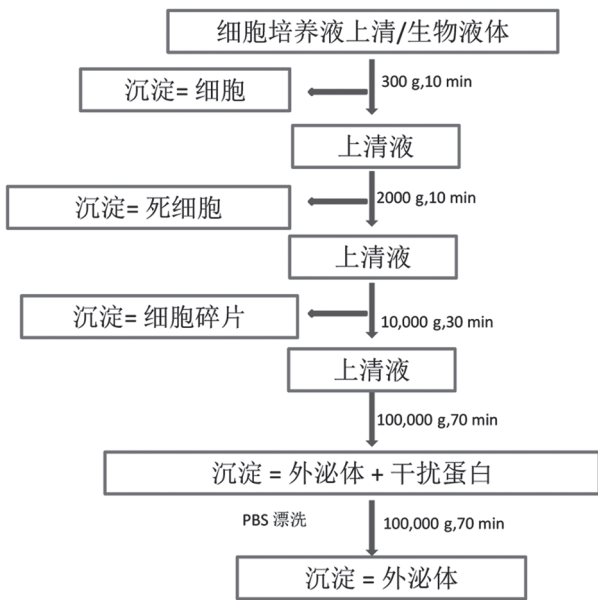 细胞培养液上清/生物液体
300 g,10 min
沉淀= 细胞
上清液
2000 g,10 min
沉淀= 死细胞
上清液
10,000 g,30 min
沉淀= 细胞碎片
上清液
100,000 g,70 min
沉淀 = 外泌体 + 干扰蛋白
PBS 漂洗
100,000 g,70 min
沉淀 = 外泌体